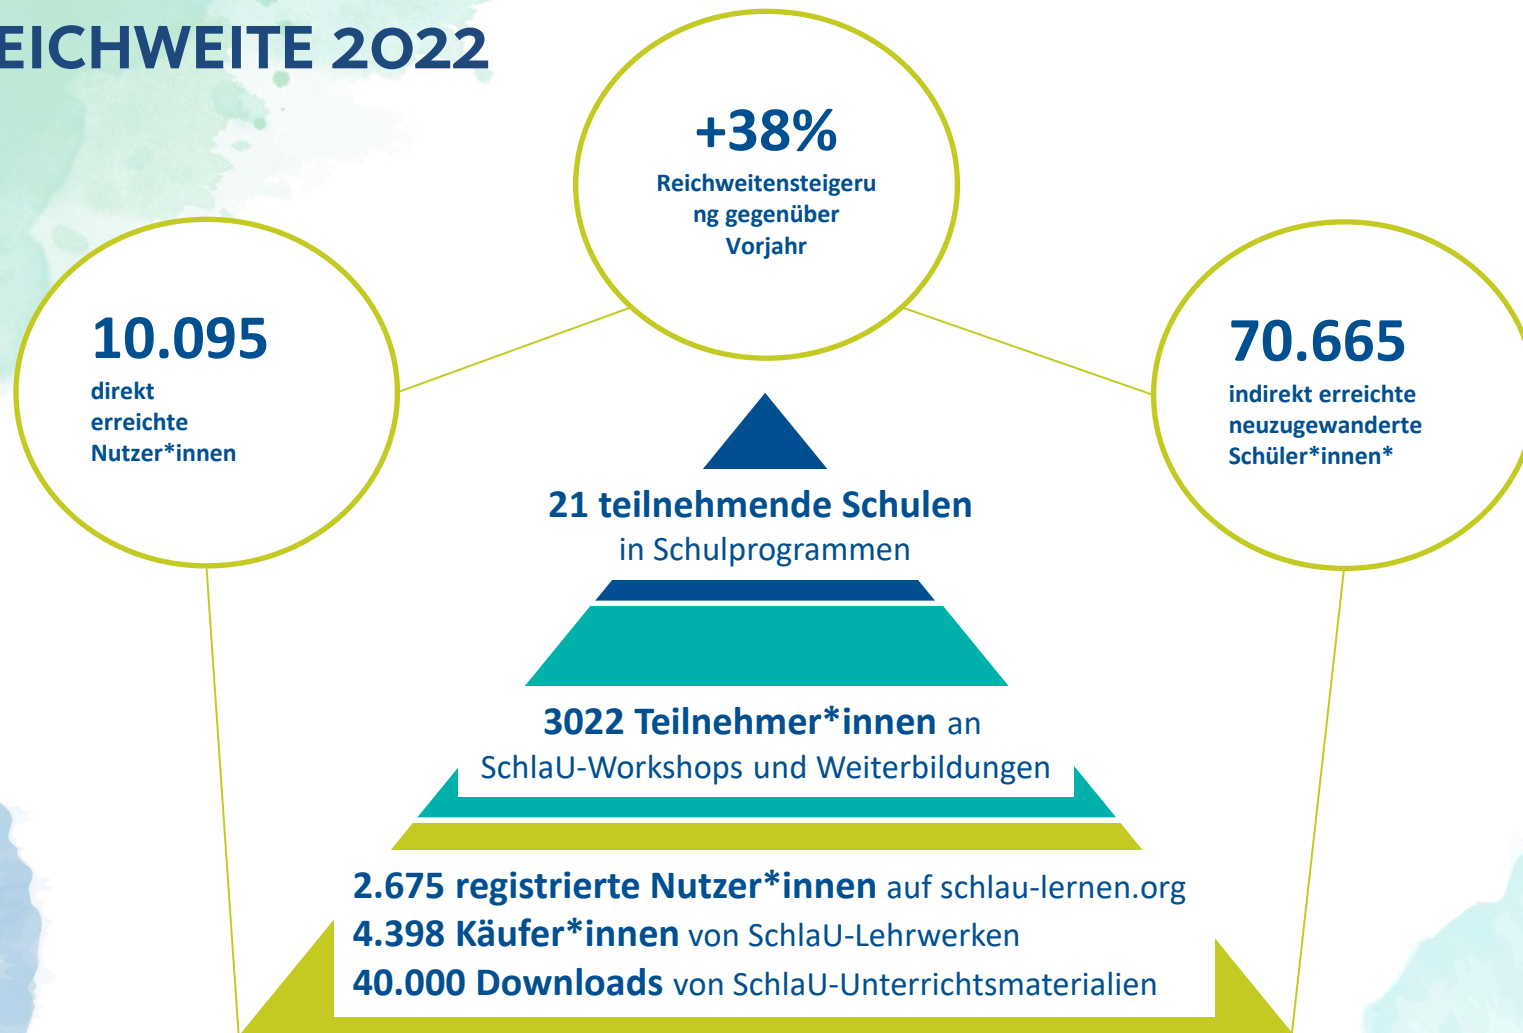 EICHWEITE 2022
+38%
Reichweitensteigeru
ng gegenüber
Vorjahr
10.095
direkt
erreichte
Nutzer*innen
70.665
indirekt erreichte
neuzugewanderte
Schüler*innen*
21 teilnehmende Schulen
in Schulprogrammen
3022 Teilnehmer*innen an
SchlaU-Workshops und Weiterbildungen
2.675 registrierte Nutzer*innen auf schlau-lernen.org
4.398 Käufer*innen von SchlaU-Lehrwerken
40.000 Downloads von SchlaU-Unterrichtsmaterialien